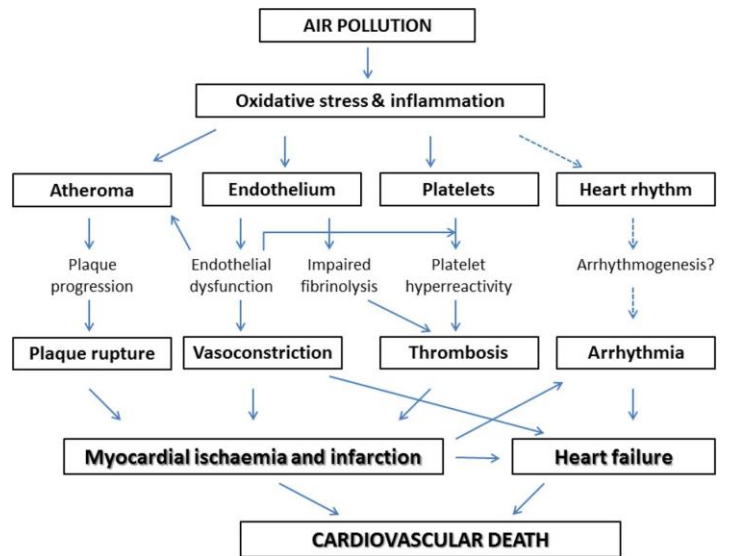 AIR POLLUTION
Oxidative stress & inflammation
Atheroma
Endothelium
Platelets
Heart rhythm
Plaque
progression
Endothelial
dysfunction
Impaired
fibrinolysis
Platelet
hyperreactivity
Arrhythmogenesis?
Plaque rupture
Vasoconstriction
Thrombosis
Arrhythmia
Myocardial ischaemia and infarction
Heart failure
CARDIOVASCULAR DEATH